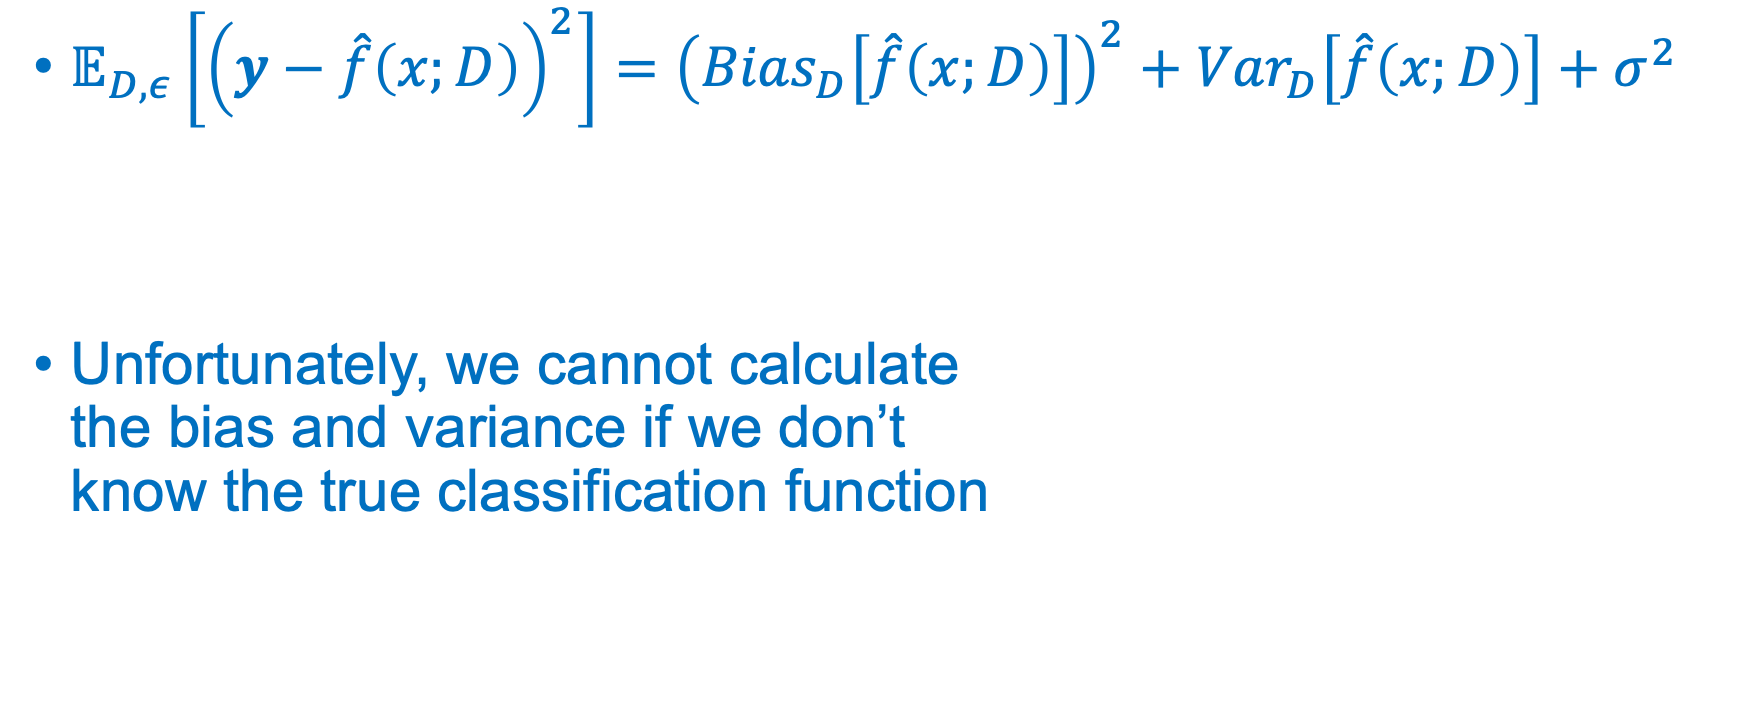 • 𝔼_{D,ϵ} [(𝒚 − f̂(x; D))²] = (Bias_D[f̂(x; D)])² + Var_D[f̂(x; D)] + σ²
• Unfortunately, we cannot calculate
the bias and variance if we don’t
know the true classification function